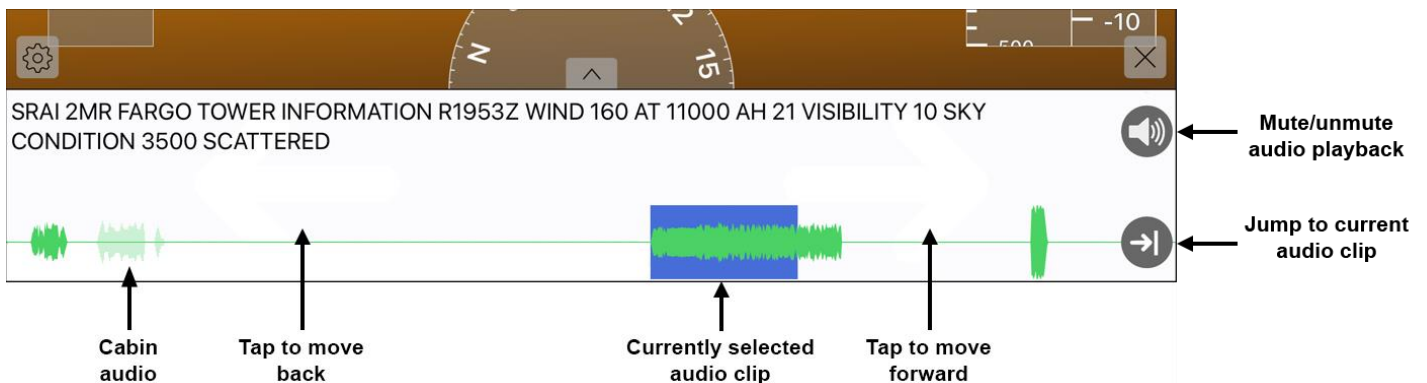 -10
500
N
12
15
SRAI 2MR FARGO TOWER INFORMATION R1953Z WIND 160 AT 11000 AH 21 VISIBILITY 10 SKY
CONDITION 3500 SCATTERED
Mute/unmute
audio playback
Jump to current
audio clip
Cabin
audio
Tap to move
back
Currently selected
audio clip
Tap to move
forward